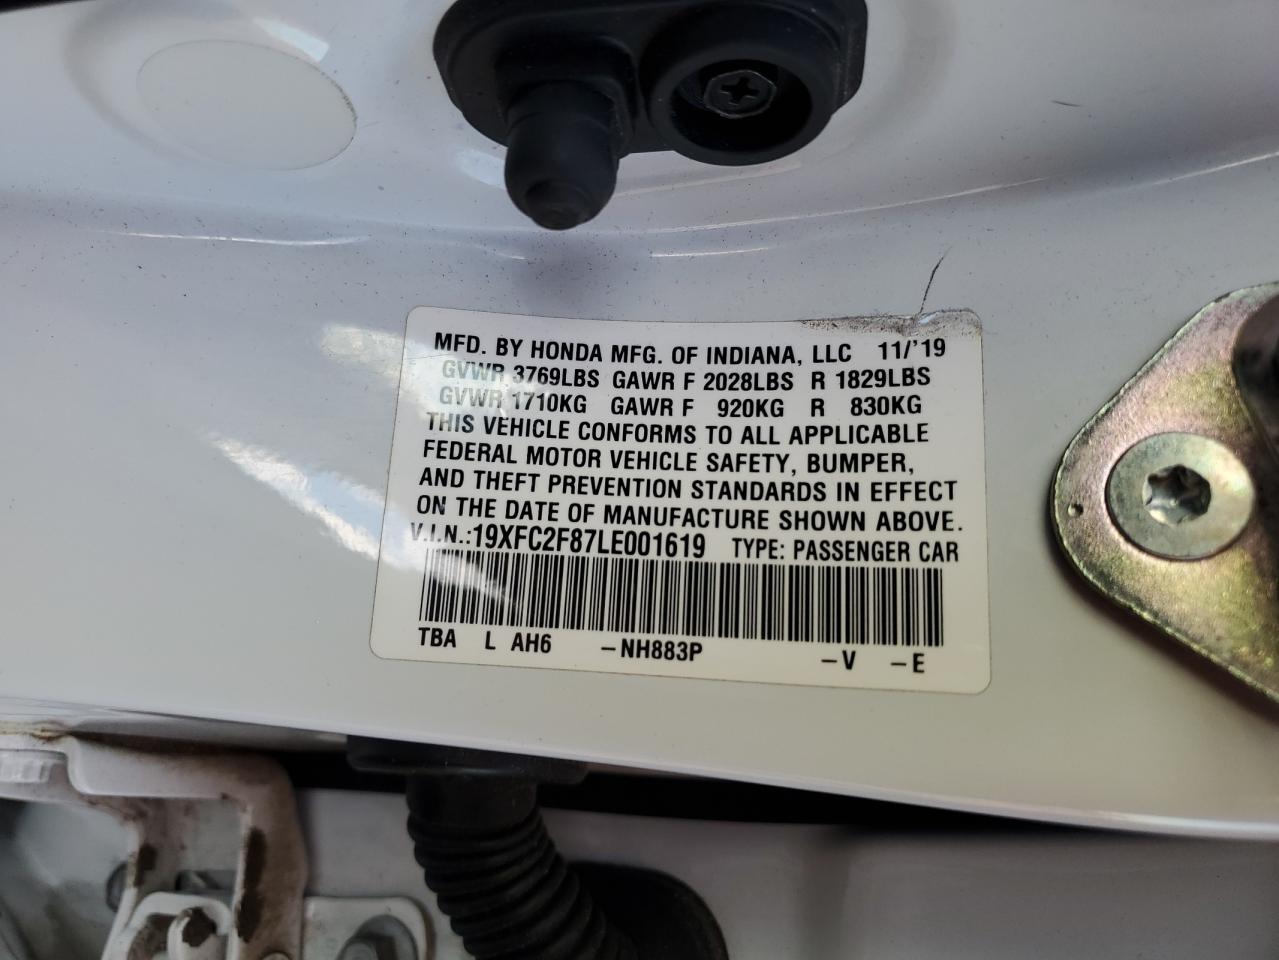 MFD. BY HONDA MFG. OF INDIANA, LLC 11/'19
GVWR 3769LBS GAWR F 2028LBS R 1829LBS
GVWR 1710KG GAWR F 920KG R 830KG
THIS VEHICLE CONFORMS TO ALL APPLICABLE
FEDERAL MOTOR VEHICLE SAFETY, BUMPER,
AND THEFT PREVENTION STANDARDS IN EFFECT
ON THE DATE OF MANUFACTURE SHOWN ABOVE.
V.I.N.:19XFC2F87LE001619 TYPE: PASSENGER CAR
TBA L AH6 -NH883P -V -E